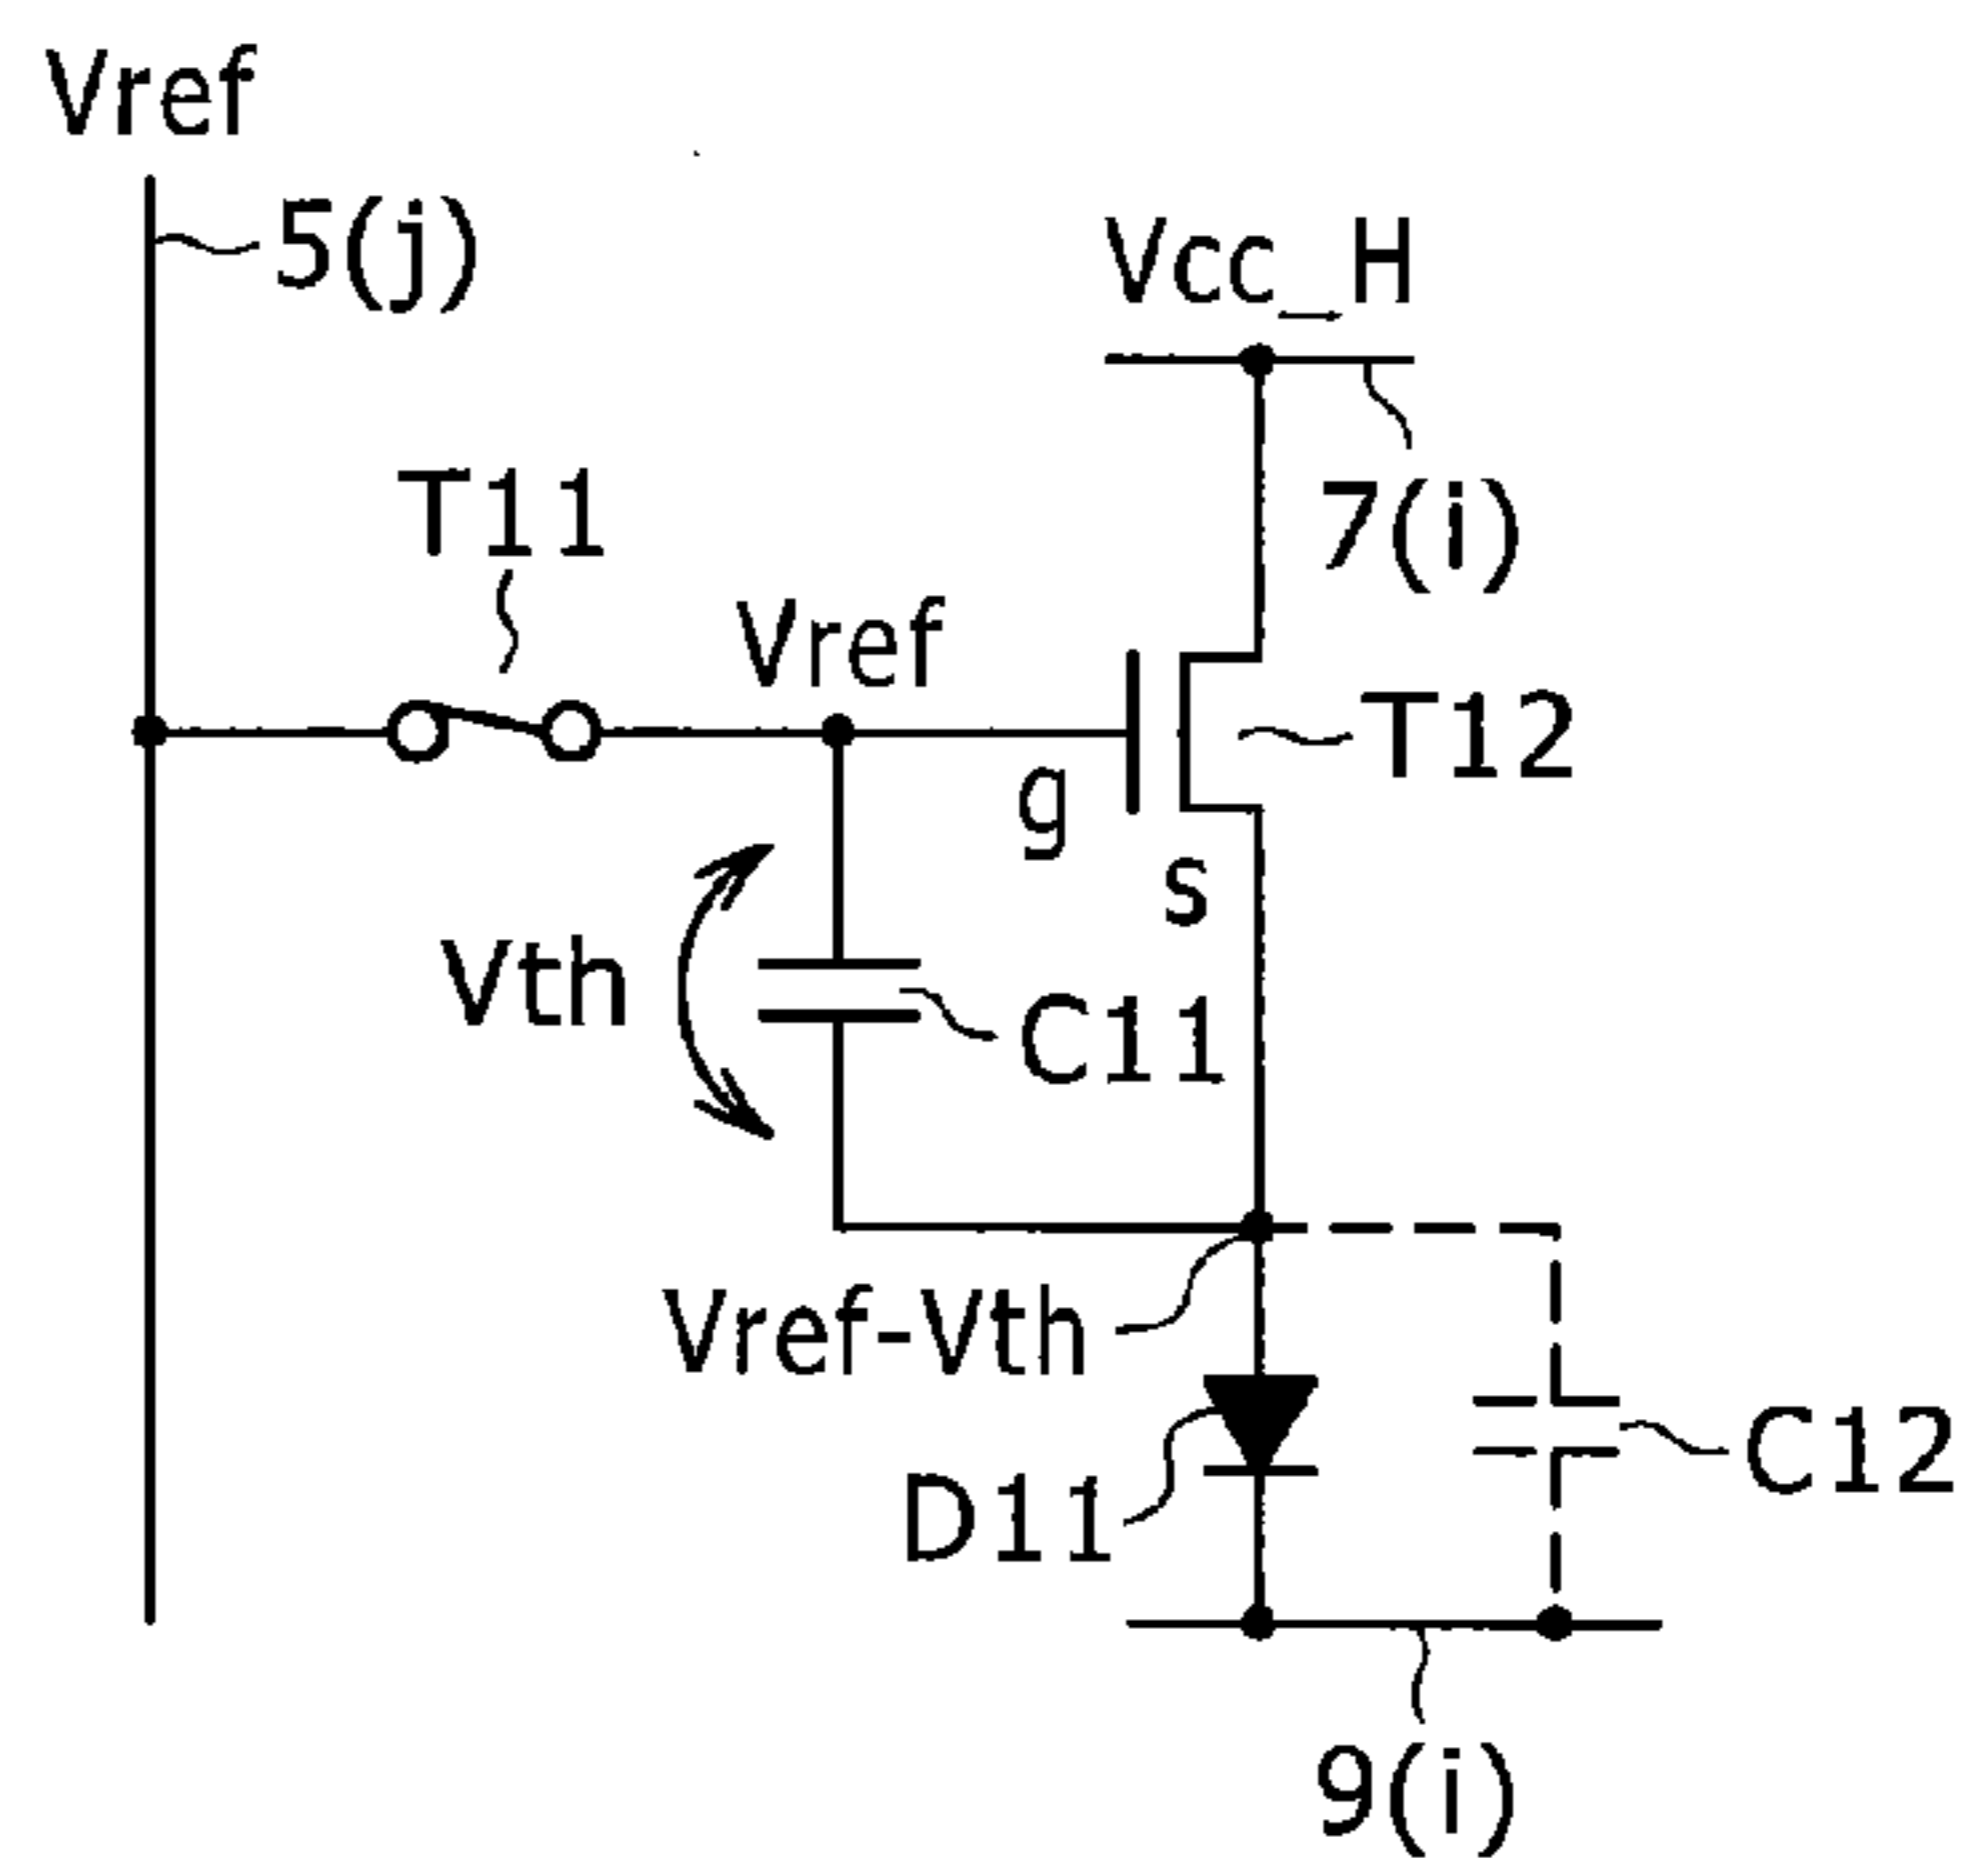 Vref
5(j)
Vcc_H
T11
7(i)
Vref
T12
g
s
Vth
C11
Vref-Vth
C12
D11
9(i)